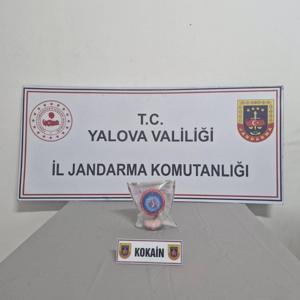 T.C.
YALOVA VALİLİĞİ
İL JANDARMA KOMUTANLIĞI
KOKAİN